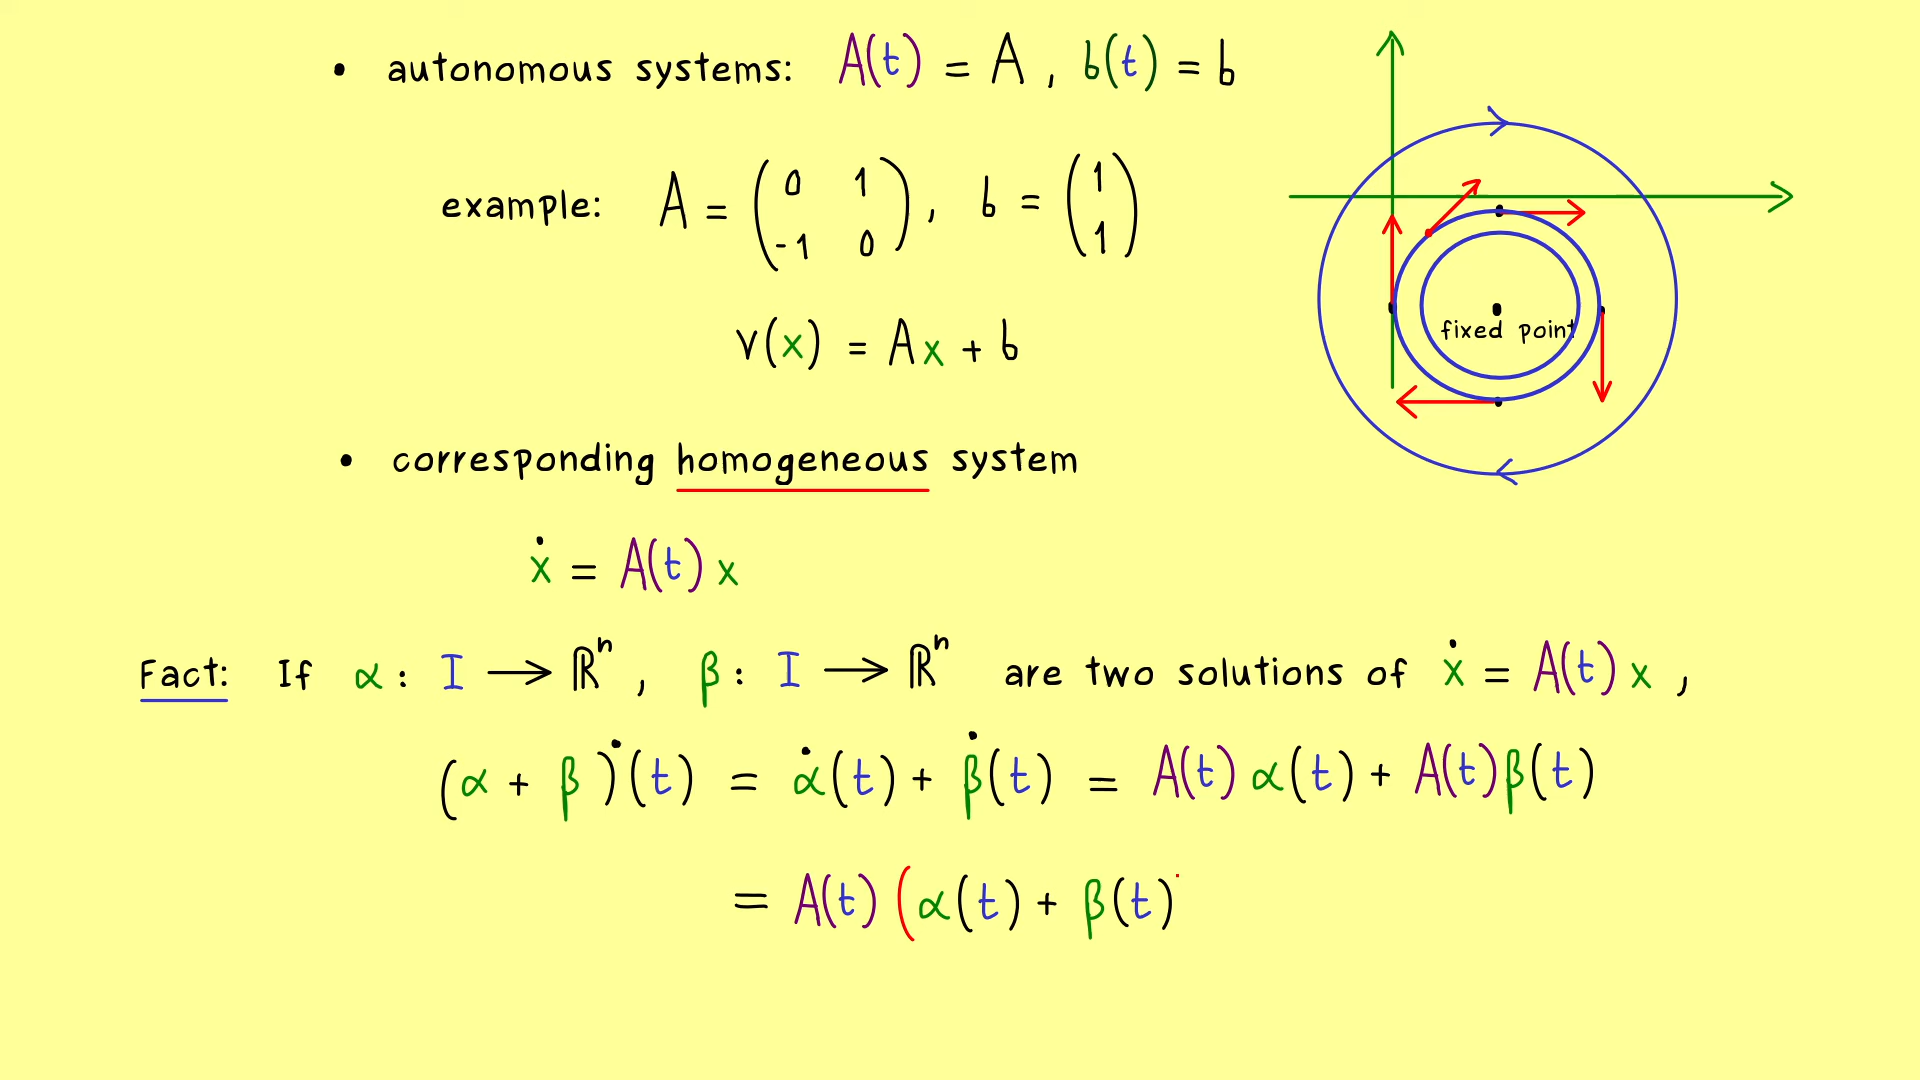 • autonomous systems: A(t) = A , b(t) = b
example: A = ( 0 1 -1 0 ) , b = ( 1 1 )
v(x) = Ax + b
fixed point
• corresponding homogeneous system
ẋ = A(t) x
Fact: If α : I ⟶ ℝⁿ , β : I ⟶ ℝⁿ are two solutions of ẋ = A(t) x ,
(α + β)˙(t) = α̇(t) + β̇(t) = A(t) α(t) + A(t) β(t)
= A(t) (α(t) + β(t)